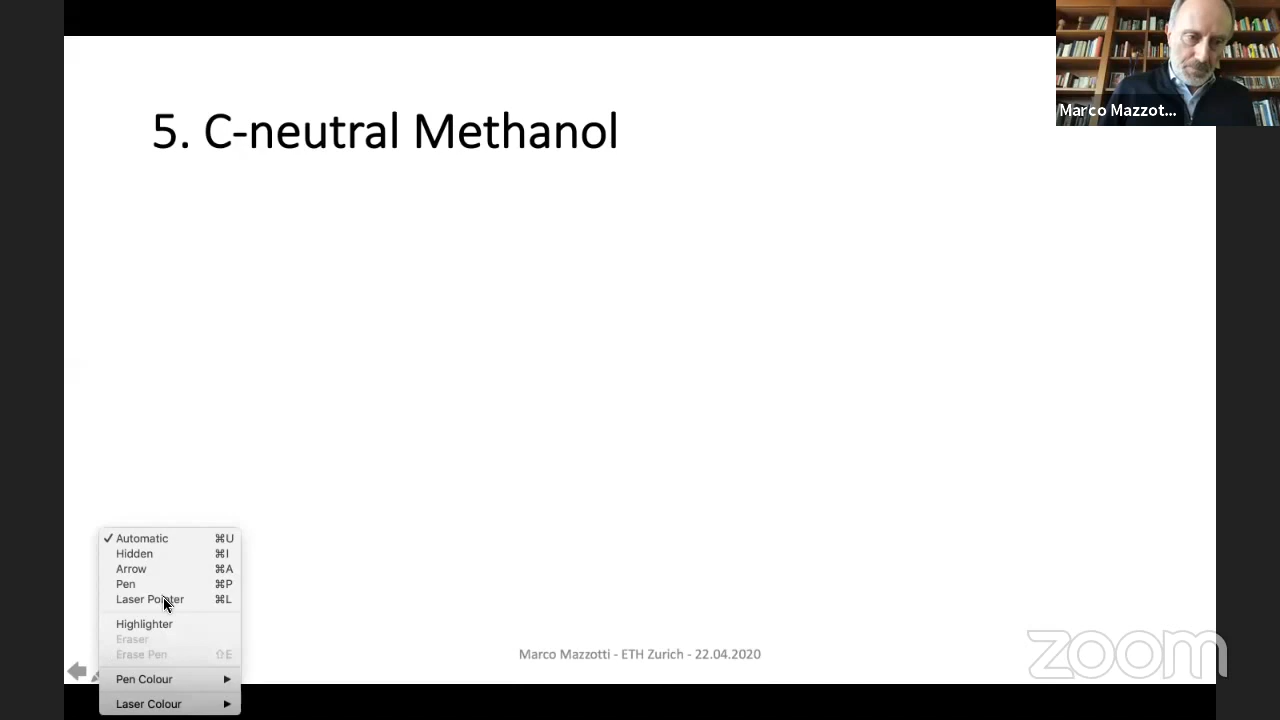 Marco Mazzot...
5. C-neutral Methanol
✓ Automatic ⌘U
Hidden ⌘I
Arrow ⌘A
Pen ⌘P
Laser Pointer ⌘L
Highlighter
Eraser
Erase Pen ⇧E
Pen Colour ▶
Laser Colour ▶
Marco Mazzotti - ETH Zurich - 22.04.2020
zoom